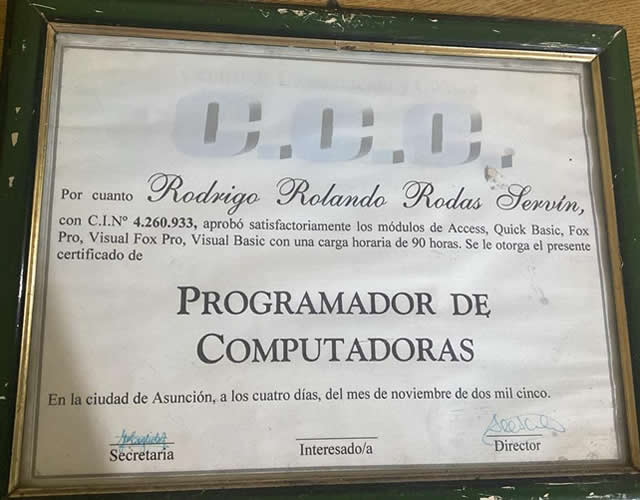 C.C.C.
Por cuanto Rodrigo Rolando Rodas Servín,
con C.I.Nº 4.260.933, aprobó satisfactoriamente los módulos de Access, Quick Basic, Fox
Pro, Visual Fox Pro, Visual Basic con una carga horaria de 90 horas. Se le otorga el presente
certificado de
PROGRAMADOR DE
COMPUTADORAS
En la ciudad de Asunción, a los cuatro días, del mes de noviembre de dos mil cinco.
Secretaria Interesado/a Director